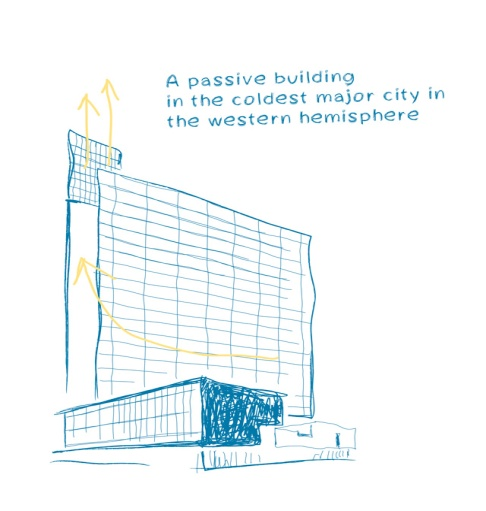 A passive building
in the coldest major city in
the western hemisphere